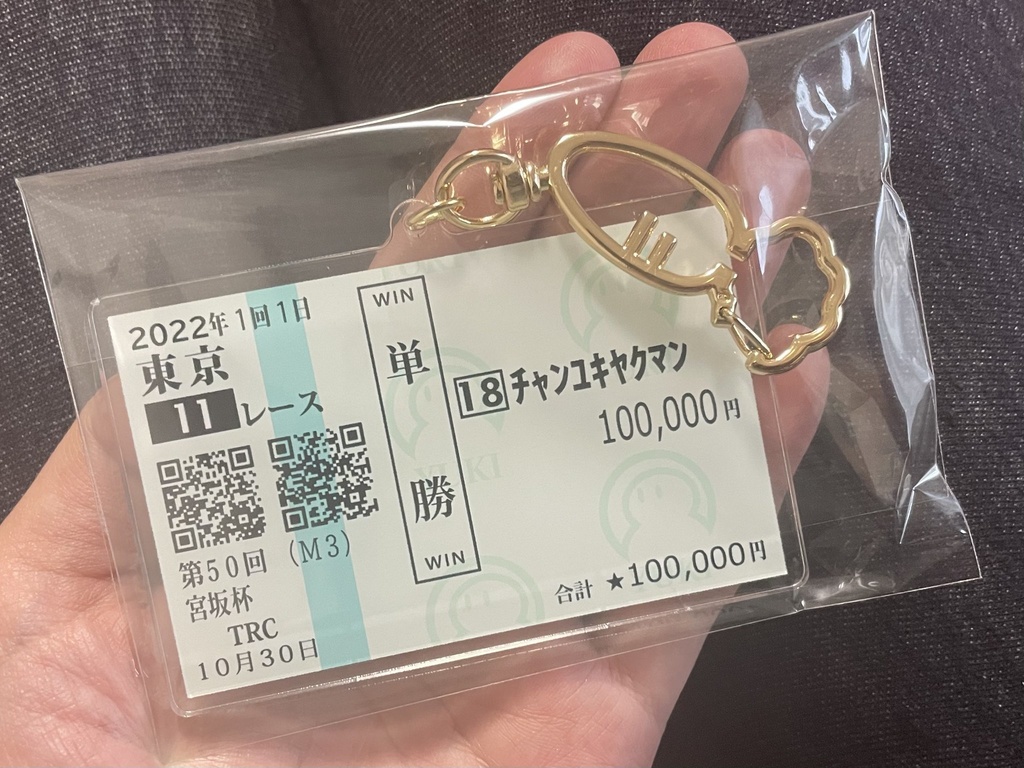 2022年1回1日
東京
11レース
第50回 (M3)
宮坂杯
TRC
10月30日
WIN
単勝
WIN
18チャンユキヤクマン
100,000円
合計 ★100,000円